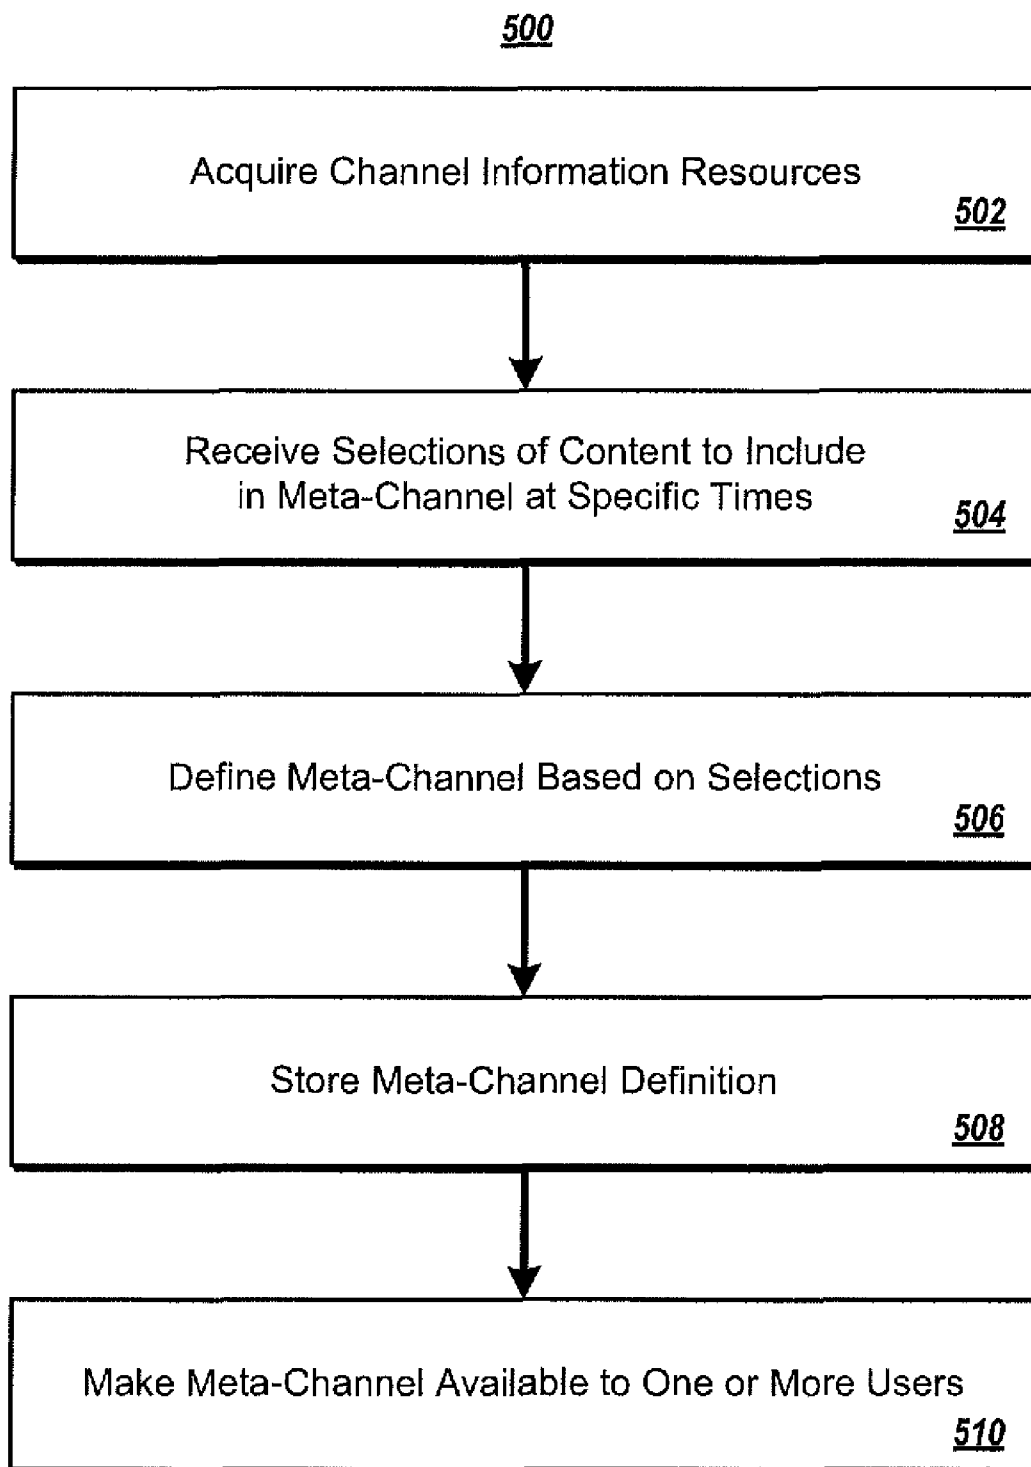 500
Acquire Channel Information Resources
502
Receive Selections of Content to Include
in Meta-Channel at Specific Times
504
Define Meta-Channel Based on Selections
506
Store Meta-Channel Definition
508
Make Meta-Channel Available to One or More Users
510